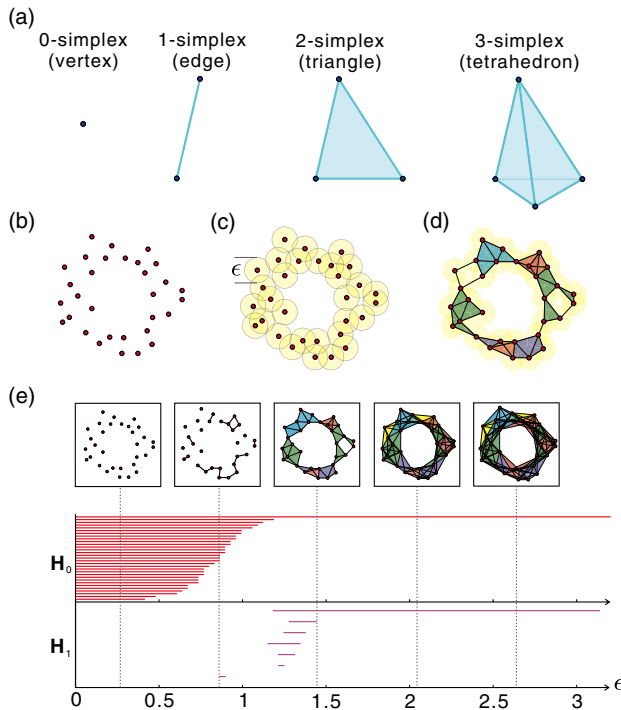 (a)
0-simplex 1-simplex 2-simplex 3-simplex
(vertex) (edge) (triangle) (tetrahedron)
(b) (c) (d)
ϵ
(e)
H0
H1
0 0.5 1 1.5 2 2.5 3 ϵ